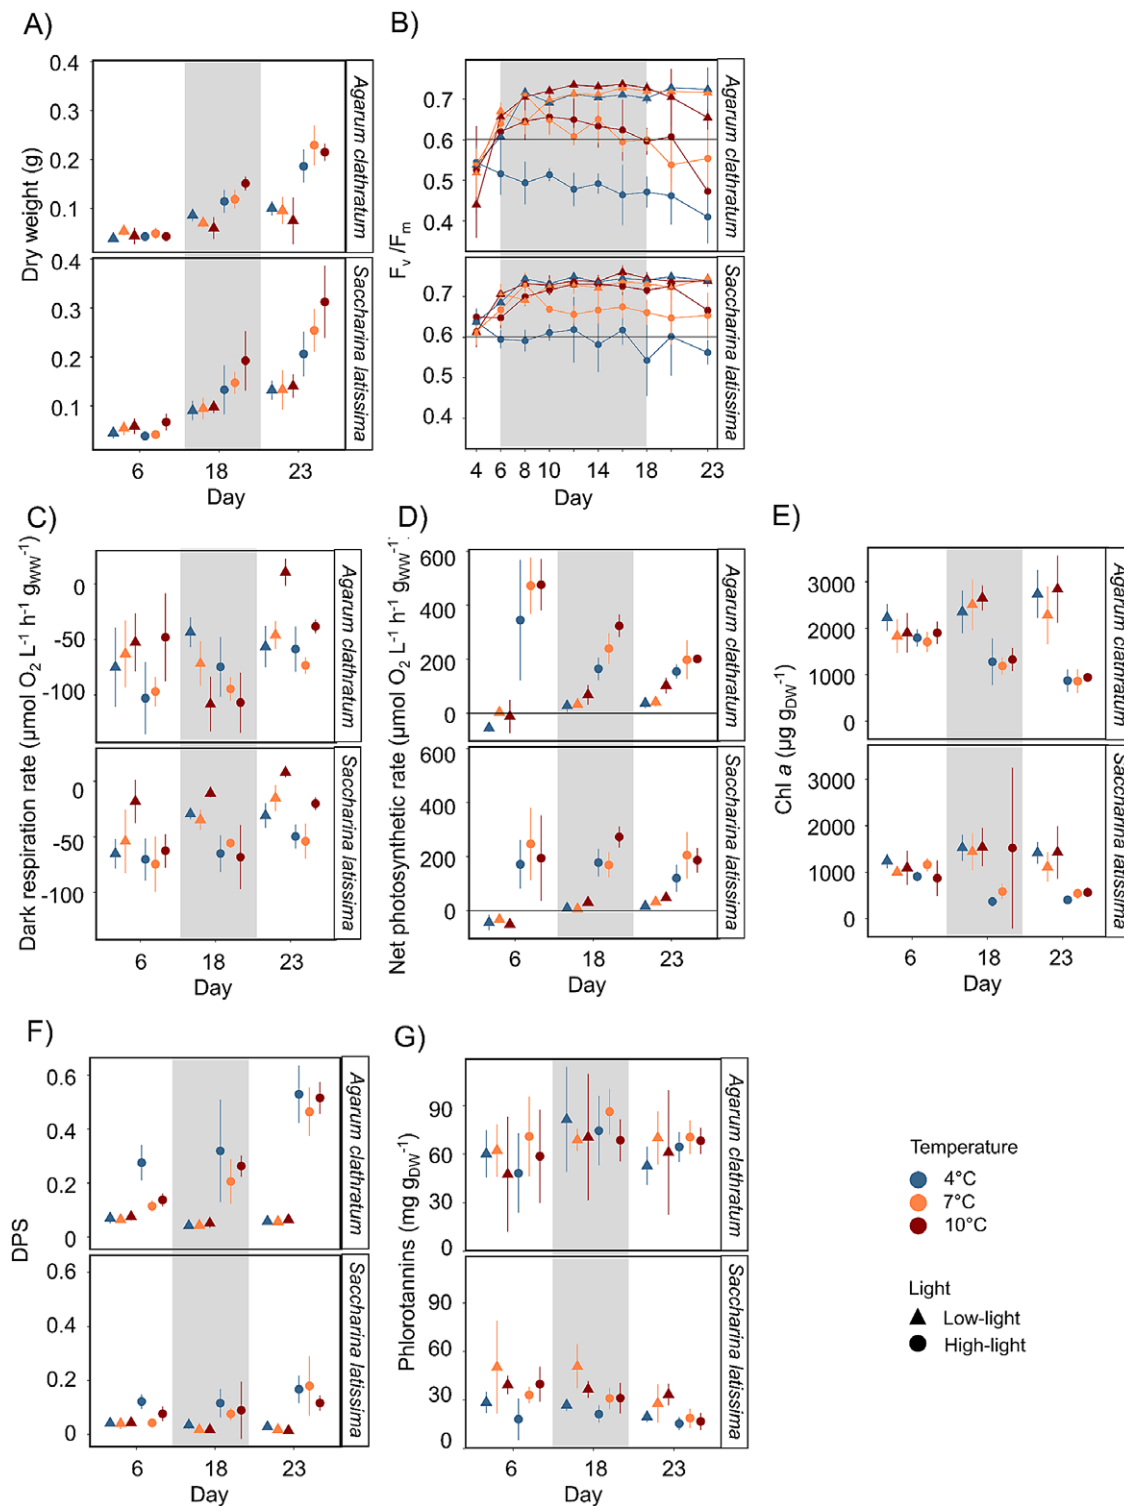 A)
Dry weight (g)
0.4
0.3
0.2
0.1
Agarum clathratum
0.4
0.3
0.2
0.1
Saccharina latissima
6 18 23
Day
B)
Fv /Fm
0.7
0.6
0.5
0.4
Agarum clathratum
0.7
0.6
0.5
0.4
Saccharina latissima
4 6 8 10 14 18 23
Day
C)
Dark respiration rate (µmol O2 L-1 h-1 gWW-1)
0
-50
-100
Agarum clathratum
0
-50
-100
Saccharina latissima
6 18 23
Day
D)
Net photosynthetic rate (µmol O2 L-1 h-1 gWW-1)
600
400
200
0
Agarum clathratum
600
400
200
0
Saccharina latissima
6 18 23
Day
E)
Chl a (µg gDW-1)
3000
2000
1000
0
Agarum clathratum
3000
2000
1000
0
Saccharina latissima
6 18 23
Day
F)
DPS
0.6
0.4
0.2
0
Agarum clathratum
0.6
0.4
0.2
0
Saccharina latissima
6 18 23
Day
G)
Phlorotannins (mg gDW-1)
90
60
30
0
Agarum clathratum
90
60
30
0
Saccharina latissima
6 18 23
Day
Temperature
4°C
7°C
10°C
Light
Low-light
High-light